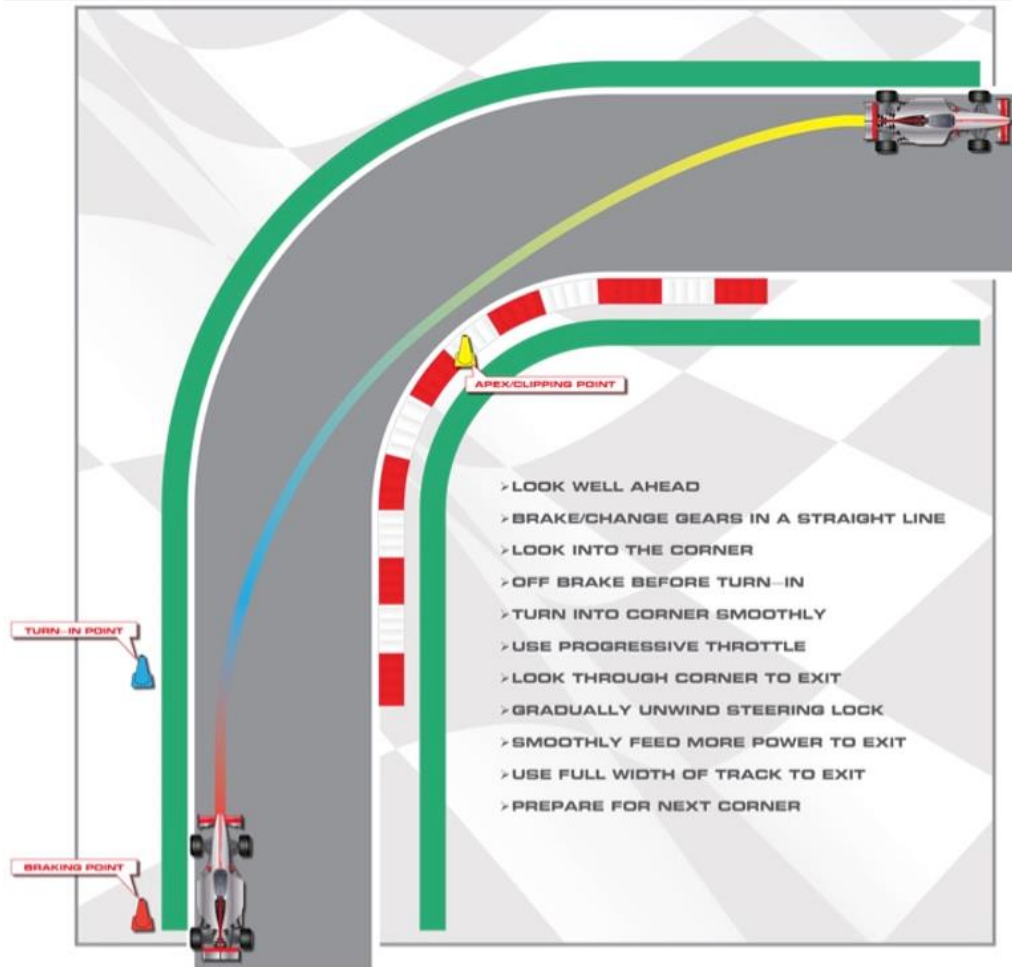 APEX/CLIPPING POINT
➢LOOK WELL AHEAD
➢BRAKE/CHANGE GEARS IN A STRAIGHT LINE
➢LOOK INTO THE CORNER
➢OFF BRAKE BEFORE TURN-IN
➢TURN INTO CORNER SMOOTHLY
TURN-IN POINT
➢USE PROGRESSIVE THROTTLE
➢LOOK THROUGH CORNER TO EXIT
➢GRADUALLY UNWIND STEERING LOCK
➢SMOOTHLY FEED MORE POWER TO EXIT
➢USE FULL WIDTH OF TRACK TO EXIT
➢PREPARE FOR NEXT CORNER
BRAKING POINT